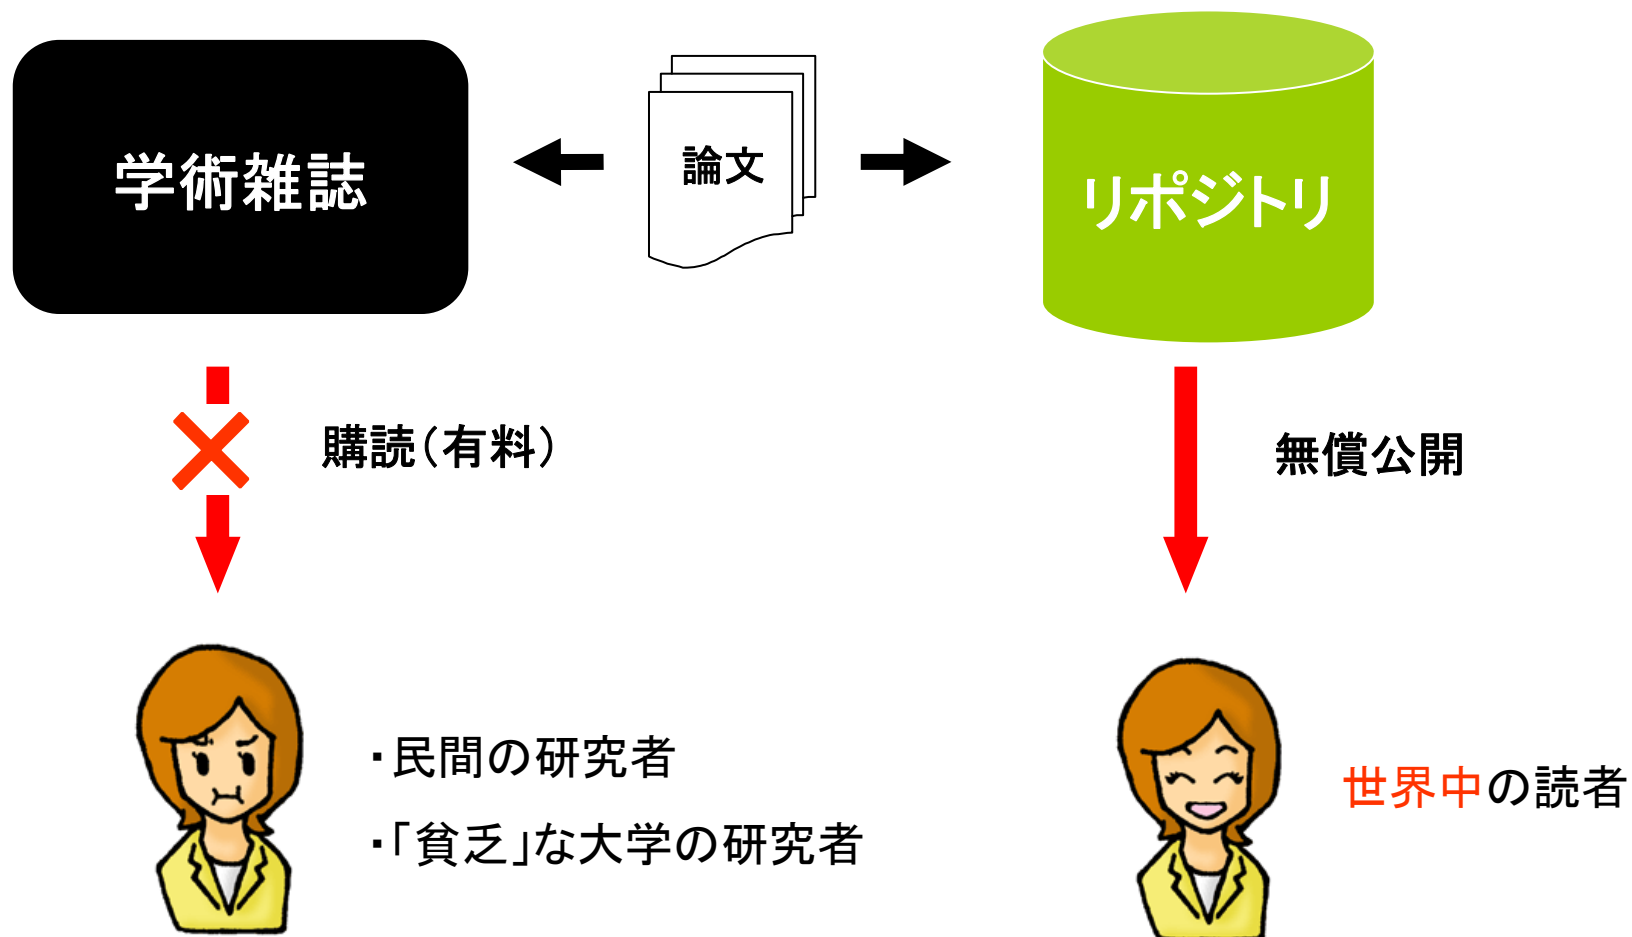 学術雑誌
論文
リポジトリ
購読(有料)
無償公開
・民間の研究者
・「貧乏」な大学の研究者
世界中の読者